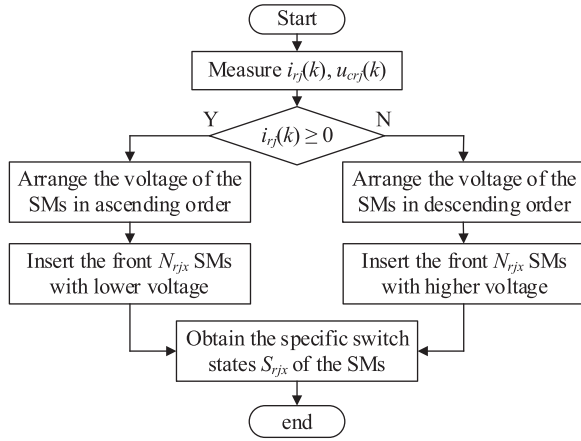 Start
Measure i_rj(k), u_crj(k)
Y
N
i_rj(k) ≥ 0
Arrange the voltage of the
SMs in ascending order
Arrange the voltage of the
SMs in descending order
Insert the front N_rjx SMs
with lower voltage
Insert the front N_rjx SMs
with higher voltage
Obtain the specific switch
states S_rjx of the SMs
end